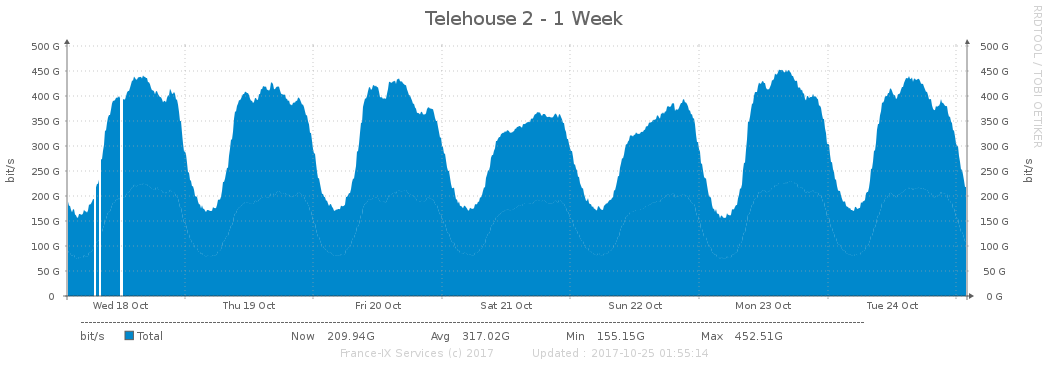 Telehouse 2 - 1 Week
RRDTOOL / TOBI OETIKER
500 G 500 G
450 G 450 G
400 G 400 G
350 G 350 G
300 G 300 G
250 G 250 G
200 G 200 G
150 G 150 G
100 G 100 G
50 G 50 G
0 0 G
bit/s bit/s
Wed 18 Oct Thu 19 Oct Fri 20 Oct Sat 21 Oct Sun 22 Oct Mon 23 Oct Tue 24 Oct
bit/s Total Now 209.94G Avg 317.02G Min 155.15G Max 452.51G
France-IX Services (c) 2017 Updated : 2017-10-25 01:55:14